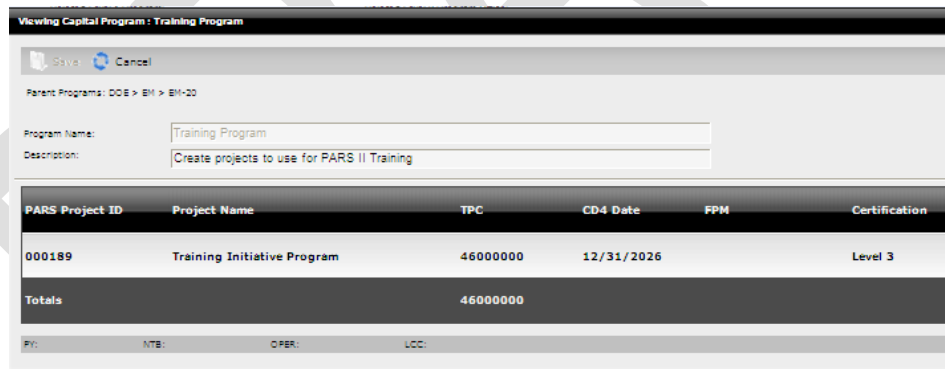 Viewing Capital Program : Training Program
Save Cancel
Parent Programs: DOE > EM > EM-20
Program Name: Training Program
Description: Create projects to use for PARS II Training
PARS Project ID Project Name TPC CD4 Date FPM Certification
000189 Training Initiative Program 46000000 12/31/2026 Level 3
Totals 46000000
PY: NTB: OPER: LCC: